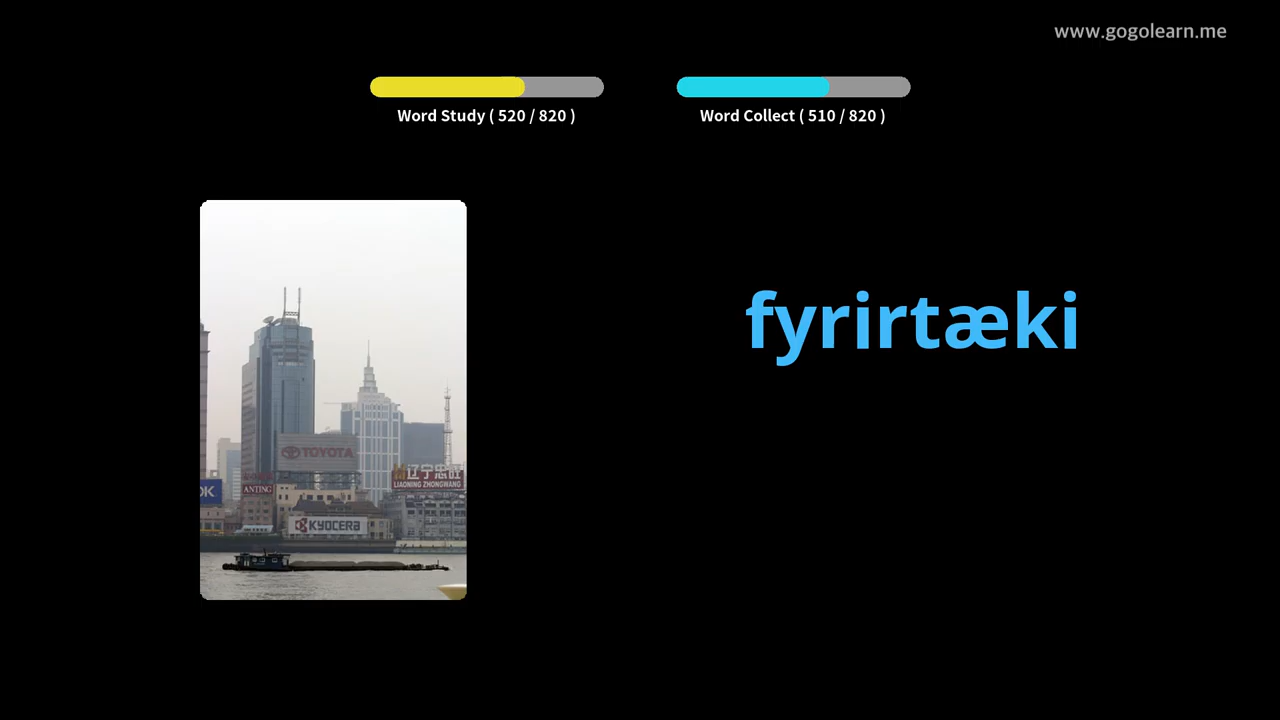 www.gogolearn.me
Word Study ( 520 / 820 )
Word Collect ( 510 / 820 )
fyrirtæki
TOYOTA
辽宁忠旺
LIAONING ZHONGWANG
OK
ANTING
KYOCERA